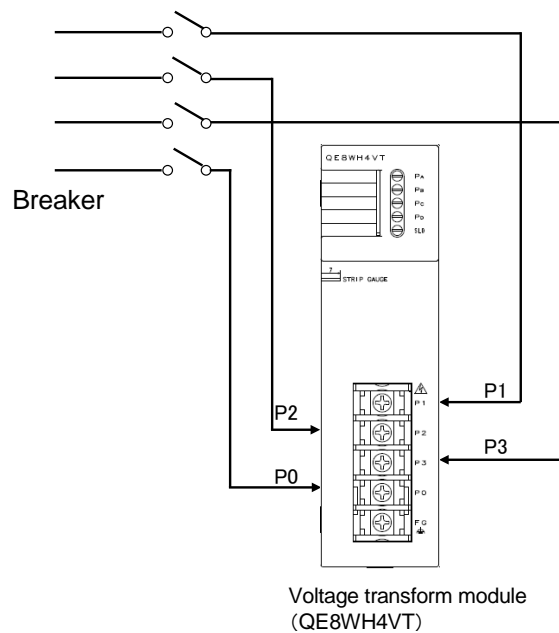 Breaker
QE8WH4VT
PA
PB
PC
PD
SLD
7
STRIP GAUGE
P1
P2
P3
P0
FG
P1
P2
P3
P0
Voltage transform module
（QE8WH4VT）